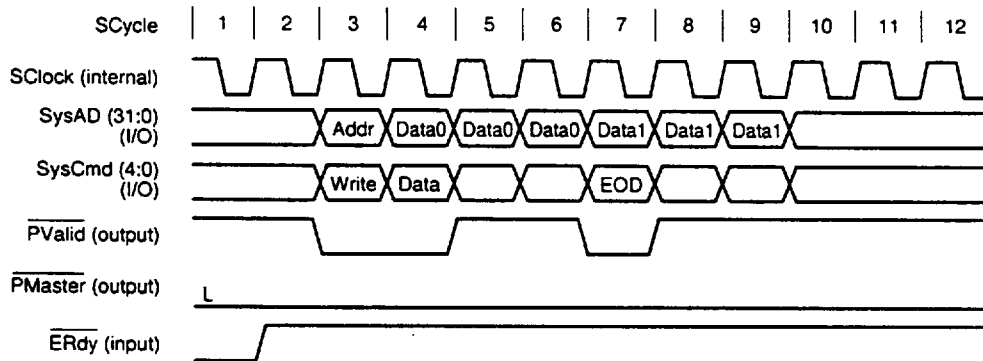 SCycle 1 2 3 4 5 6 7 8 9 10 11 12
SClock (internal)
SysAD (31:0)
(I/O)
Addr Data0 Data0 Data0 Data1 Data1 Data1
SysCmd (4:0)
(I/O)
Write Data EOD
PValid (output)
PMaster (output)
L
ERdy (input)